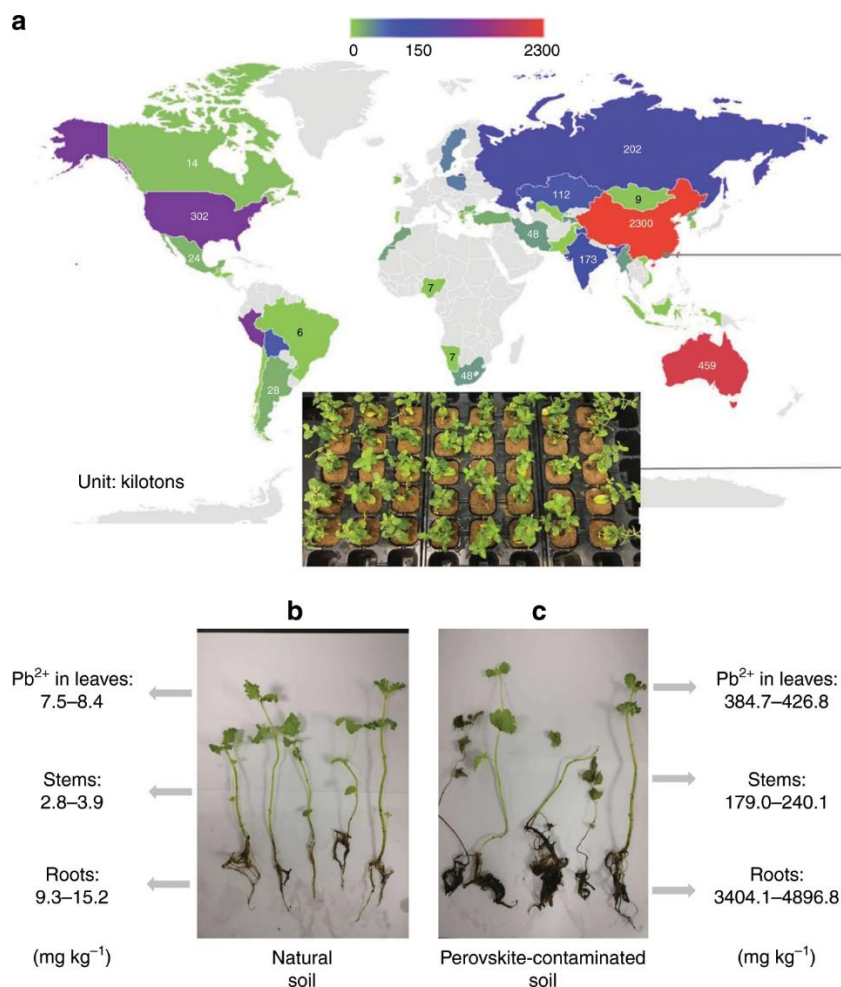 a
0 150 2300
14
302
24
6
28
7
7
48
48
202
112
9
2300
173
459
Unit: kilotons
b
c
Pb²⁺ in leaves:
7.5–8.4
Stems:
2.8–3.9
Roots:
9.3–15.2
(mg kg⁻¹)
Natural
soil
Perovskite-contaminated
soil
Pb²⁺ in leaves:
384.7–426.8
Stems:
179.0–240.1
Roots:
3404.1–4896.8
(mg kg⁻¹)